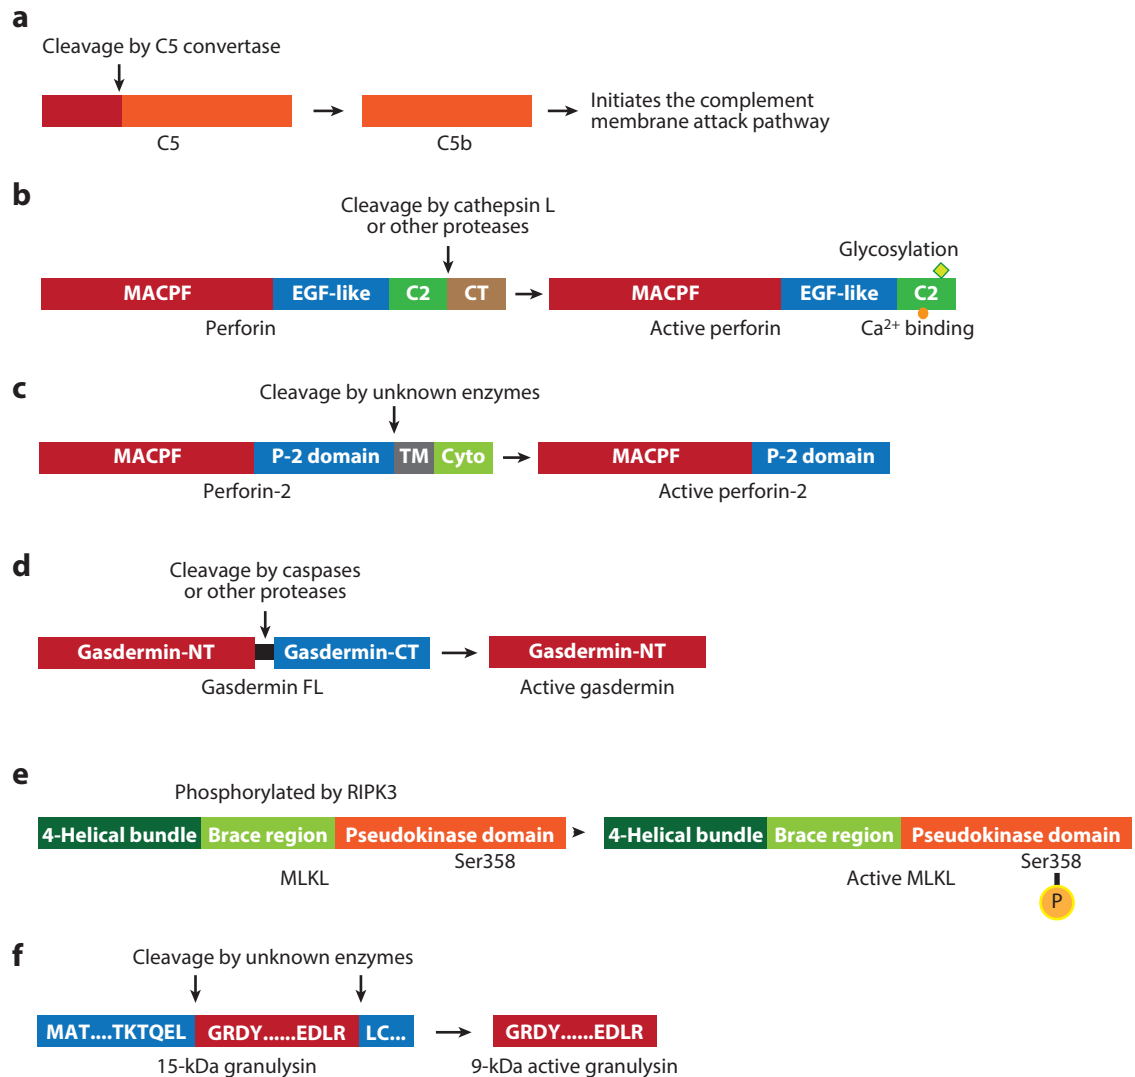 a
Cleavage by C5 convertase
C5
C5b
Initiates the complement
membrane attack pathway
b
Cleavage by cathepsin L
or other proteases
Glycosylation
MACPF EGF-like C2 CT
MACPF EGF-like C2
Perforin
Active perforin
Ca²⁺ binding
c
Cleavage by unknown enzymes
MACPF P-2 domain TM Cyto
MACPF P-2 domain
Perforin-2
Active perforin-2
d
Cleavage by caspases
or other proteases
Gasdermin-NT Gasdermin-CT
Gasdermin-NT
Gasdermin FL
Active gasdermin
e
Phosphorylated by RIPK3
4-Helical bundle Brace region Pseudokinase domain
4-Helical bundle Brace region Pseudokinase domain
Ser358
Ser358
MLKL
Active MLKL
P
f
Cleavage by unknown enzymes
MAT....TKTQEL GRDY......EDLR LC...
GRDY......EDLR
15-kDa granulysin
9-kDa active granulysin